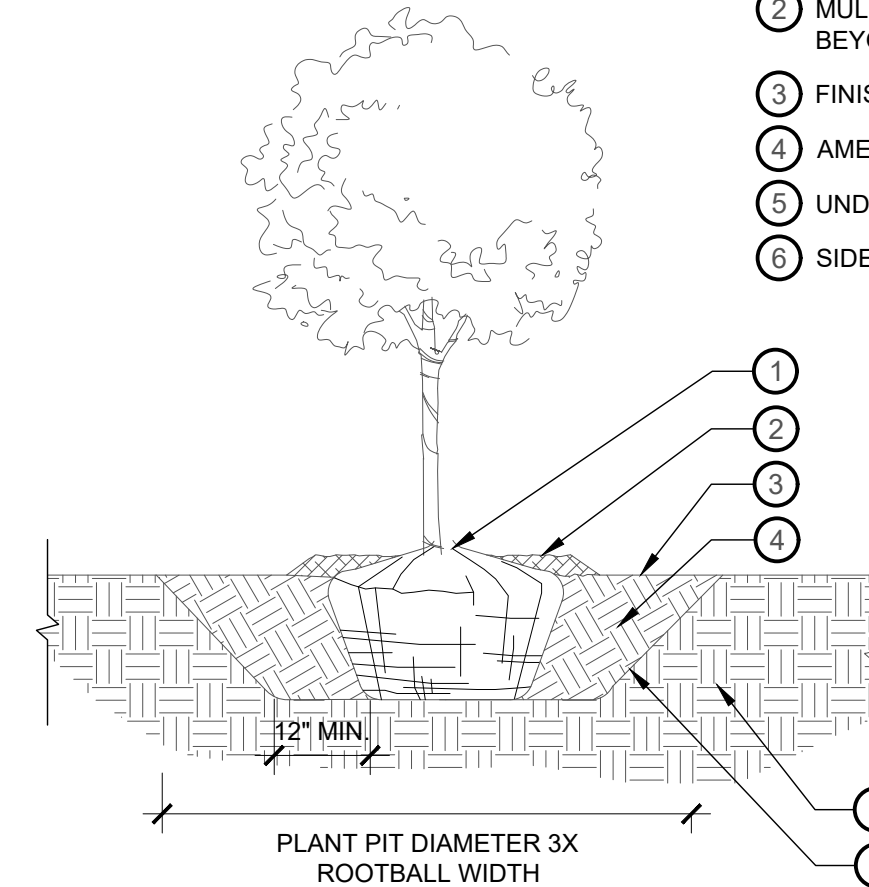 2 MUL
BEYO
3 FINIS
4 AME
5 UND
6 SIDE
1
2
3
4
12" MIN.
PLANT PIT DIAMETER 3X
ROOTBALL WIDTH